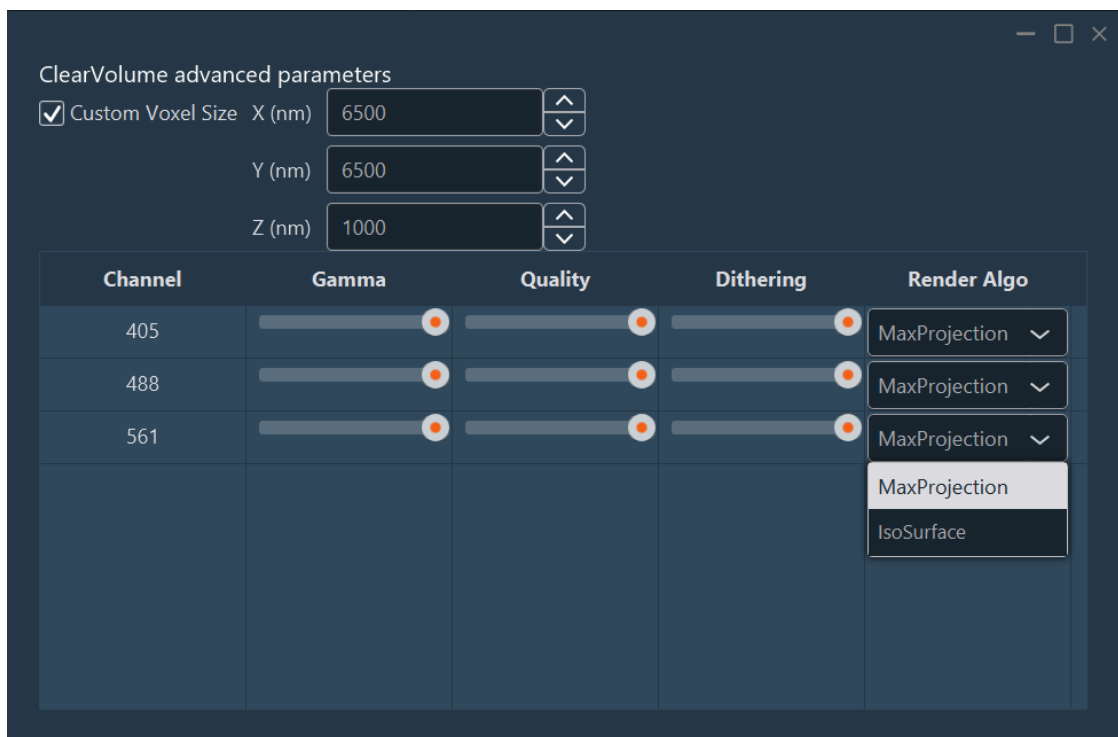 ClearVolume advanced parameters
Custom Voxel Size X (nm) 6500
Y (nm) 6500
Z (nm) 1000
Channel Gamma Quality Dithering Render Algo
405 MaxProjection
488 MaxProjection
561 MaxProjection
MaxProjection
IsoSurface